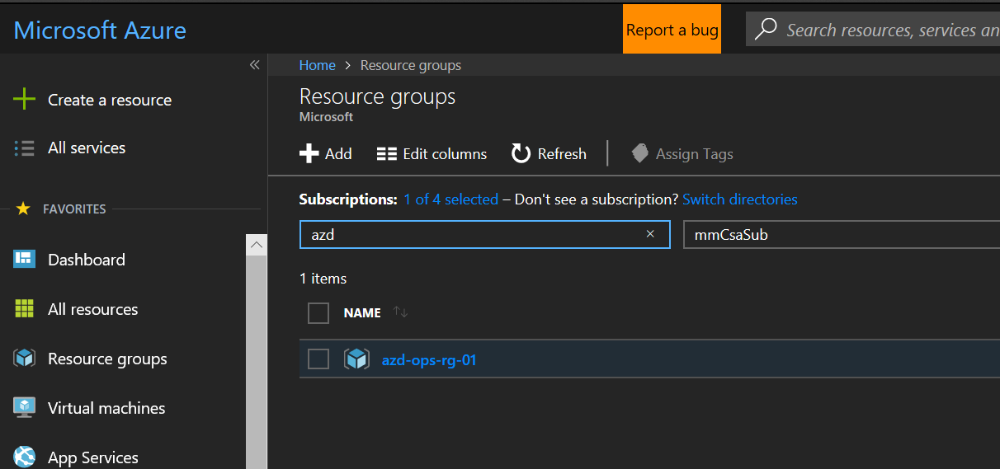 Microsoft Azure
Report a bug
Search resources, services an
Home > Resource groups
Create a resource
All services
FAVORITES
Dashboard
All resources
Resource groups
Virtual machines
App Services
Resource groups
Microsoft
Add Edit columns Refresh Assign Tags
Subscriptions: 1 of 4 selected – Don't see a subscription? Switch directories
azd
mmCsaSub
1 items
NAME
azd-ops-rg-01